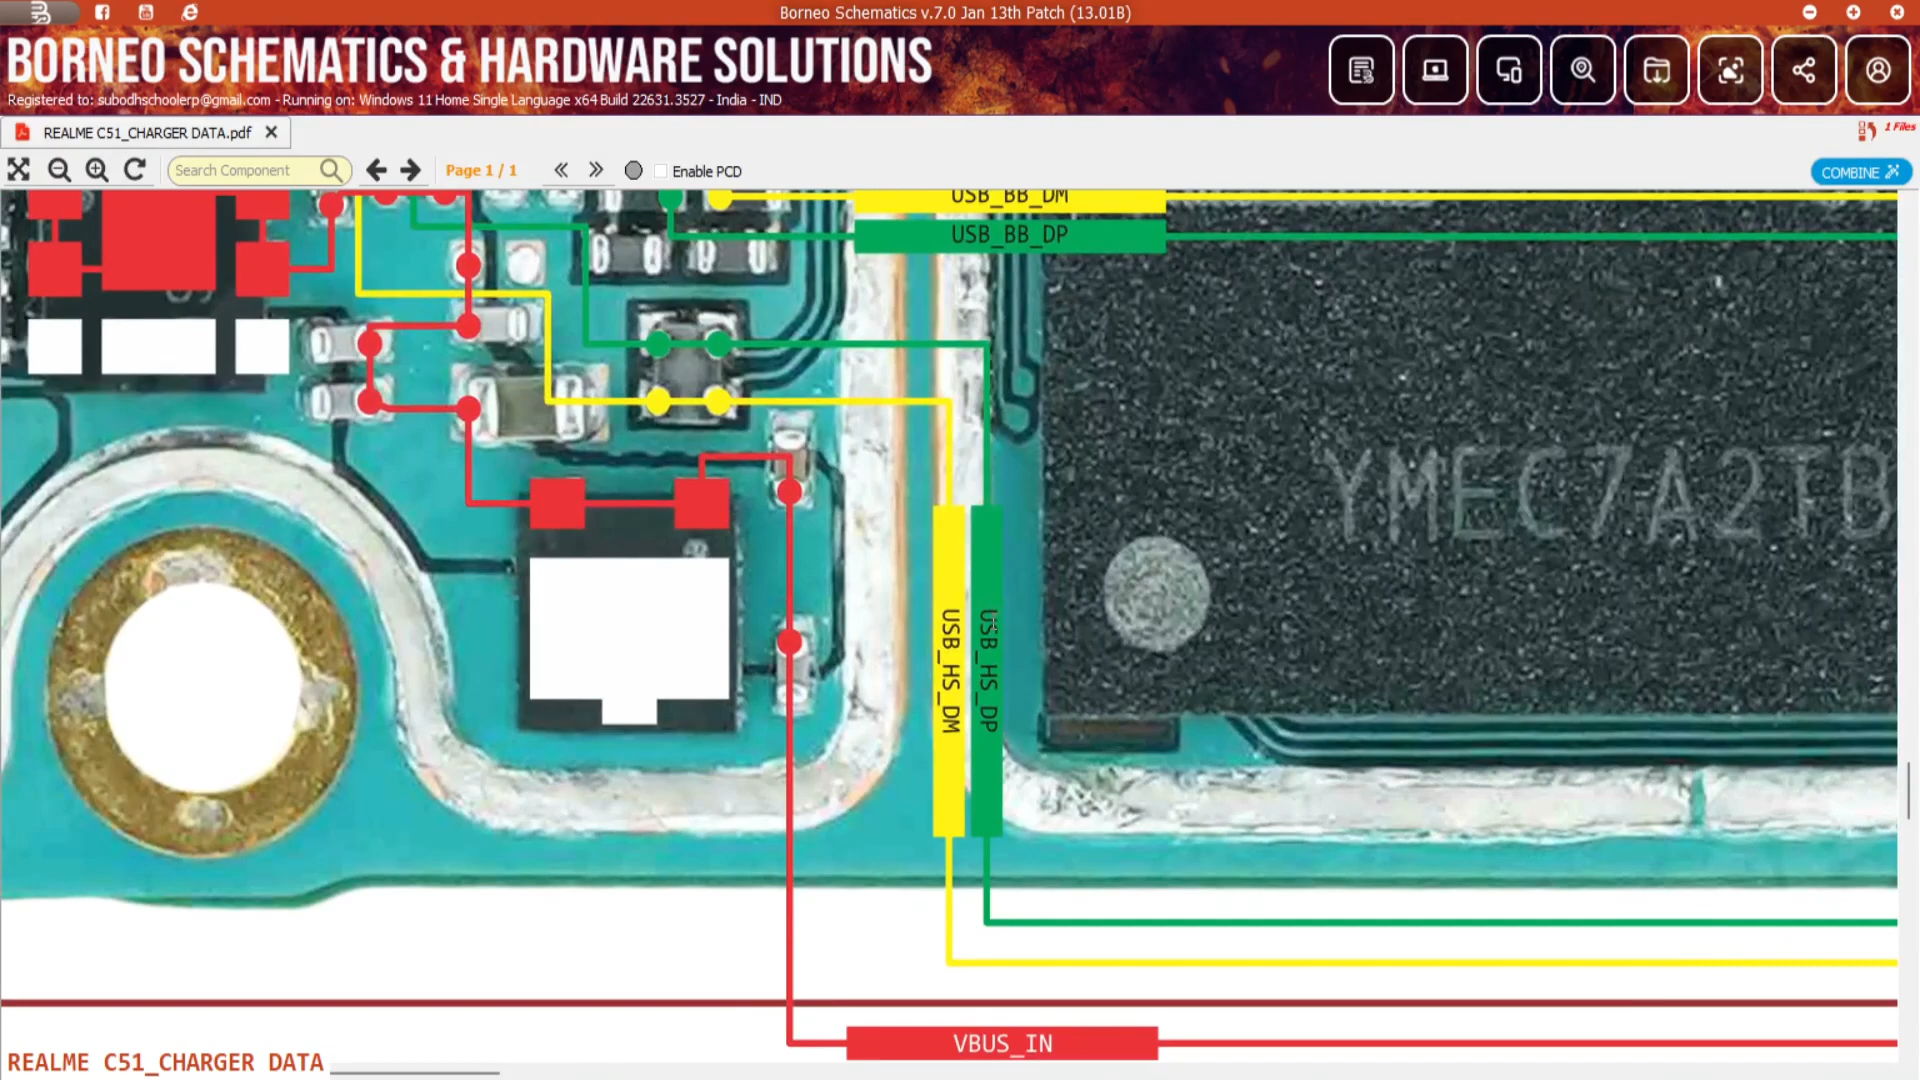 Borneo Schematics v.7.0 Jan 13th Patch (13.01B)
BORNEO SCHEMATICS & HARDWARE SOLUTIONS
Registered to: subodhschoolerp@gmail.com - Running on: Windows 11 Home Single Language x64 Build 22631.3527 - India - IND
REALME C51_CHARGER DATA.pdf
1 Files
Search Component
Page 1 / 1
Enable PCD
COMBINE
USB_BB_DM
USB_BB_DP
YMEC7A2TB
USB_HS_DM
USB_HS_DP
VBUS_IN
REALME C51_CHARGER DATA